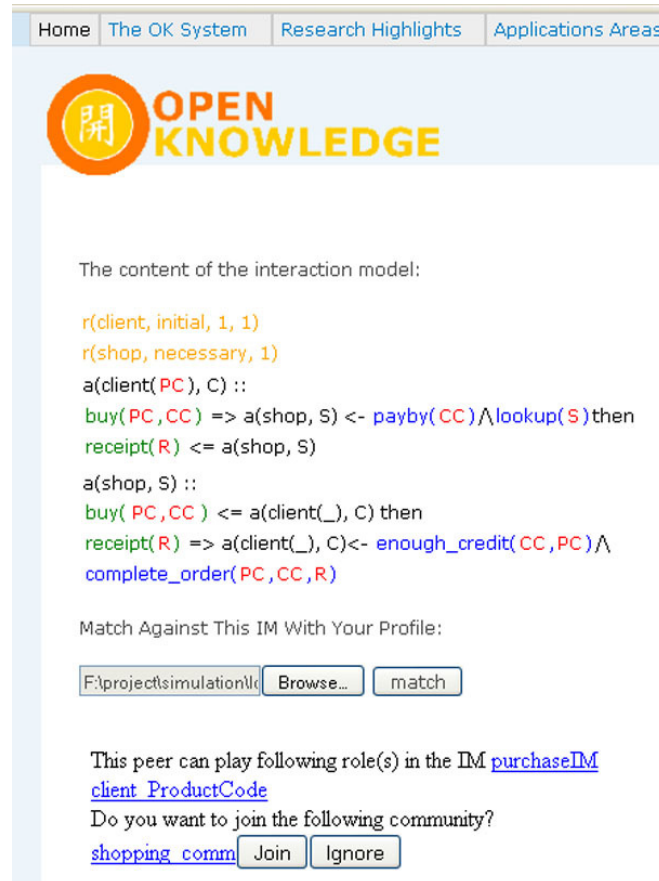 Home The OK System Research Highlights Applications Areas
開 OPEN
KNOWLEDGE
The content of the interaction model:
r(client, initial, 1, 1)
r(shop, necessary, 1)
a(client(PC), C) ::
buy( PC,CC ) => a(shop, S) <- payby( CC )/\lookup( S )then
receipt( R ) <= a(shop, S)
a(shop, S) ::
buy( PC,CC ) <= a(client(_), C) then
receipt(R) => a(client(_), C)<- enough_credit( CC ,PC )/\
complete_order( PC ,CC ,R )
Match Against This IM With Your Profile:
F:\project\simulation\ Browse... match
This peer can play following role(s) in the IM purchaseIM
client ProductCode
Do you want to join the following community?
shopping comm Join Ignore